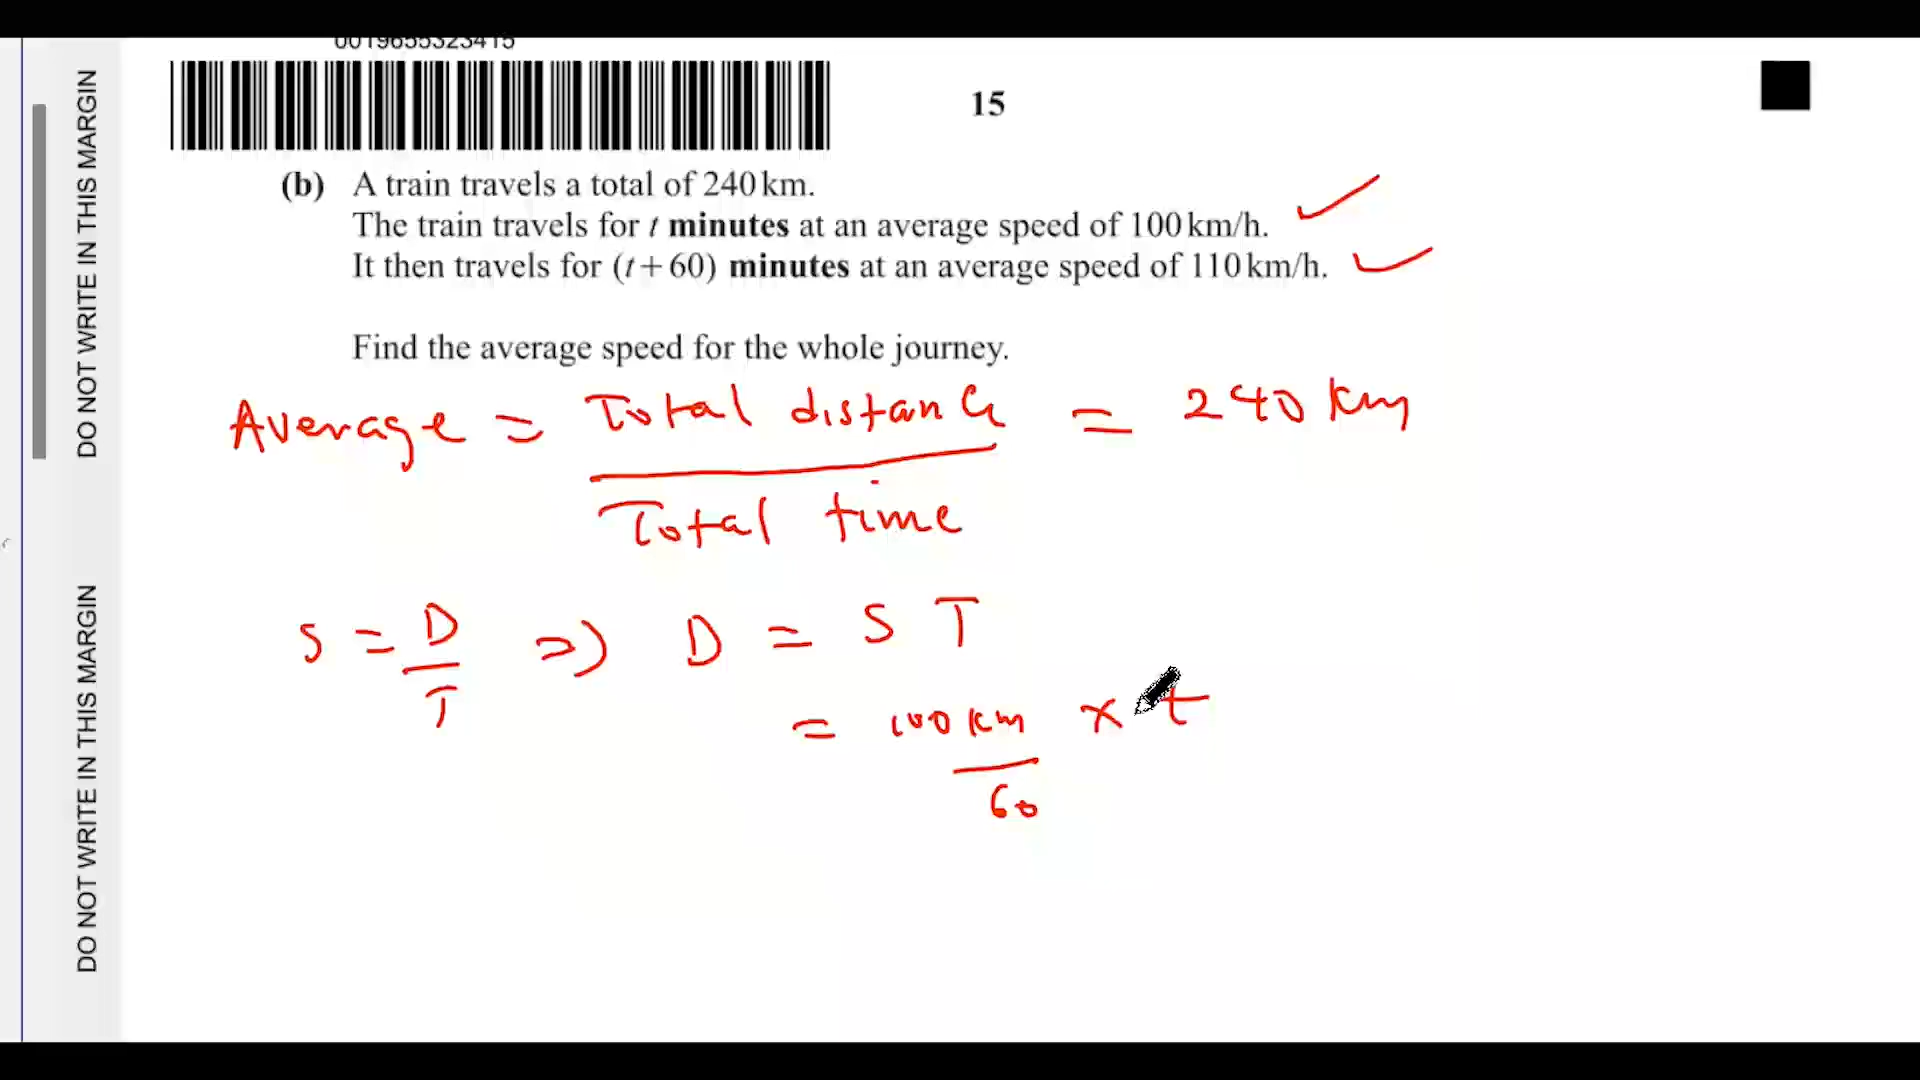 0019655323415
15
(b) A train travels a total of 240 km.
The train travels for t minutes at an average speed of 100 km/h.
It then travels for (t + 60) minutes at an average speed of 110 km/h.
Find the average speed for the whole journey.
Average = Total distance = 240 km
Total time
S = D => D = S T
T
= 100 km × t
60
DO NOT WRITE IN THIS MARGIN
DO NOT WRITE IN THIS MARGIN